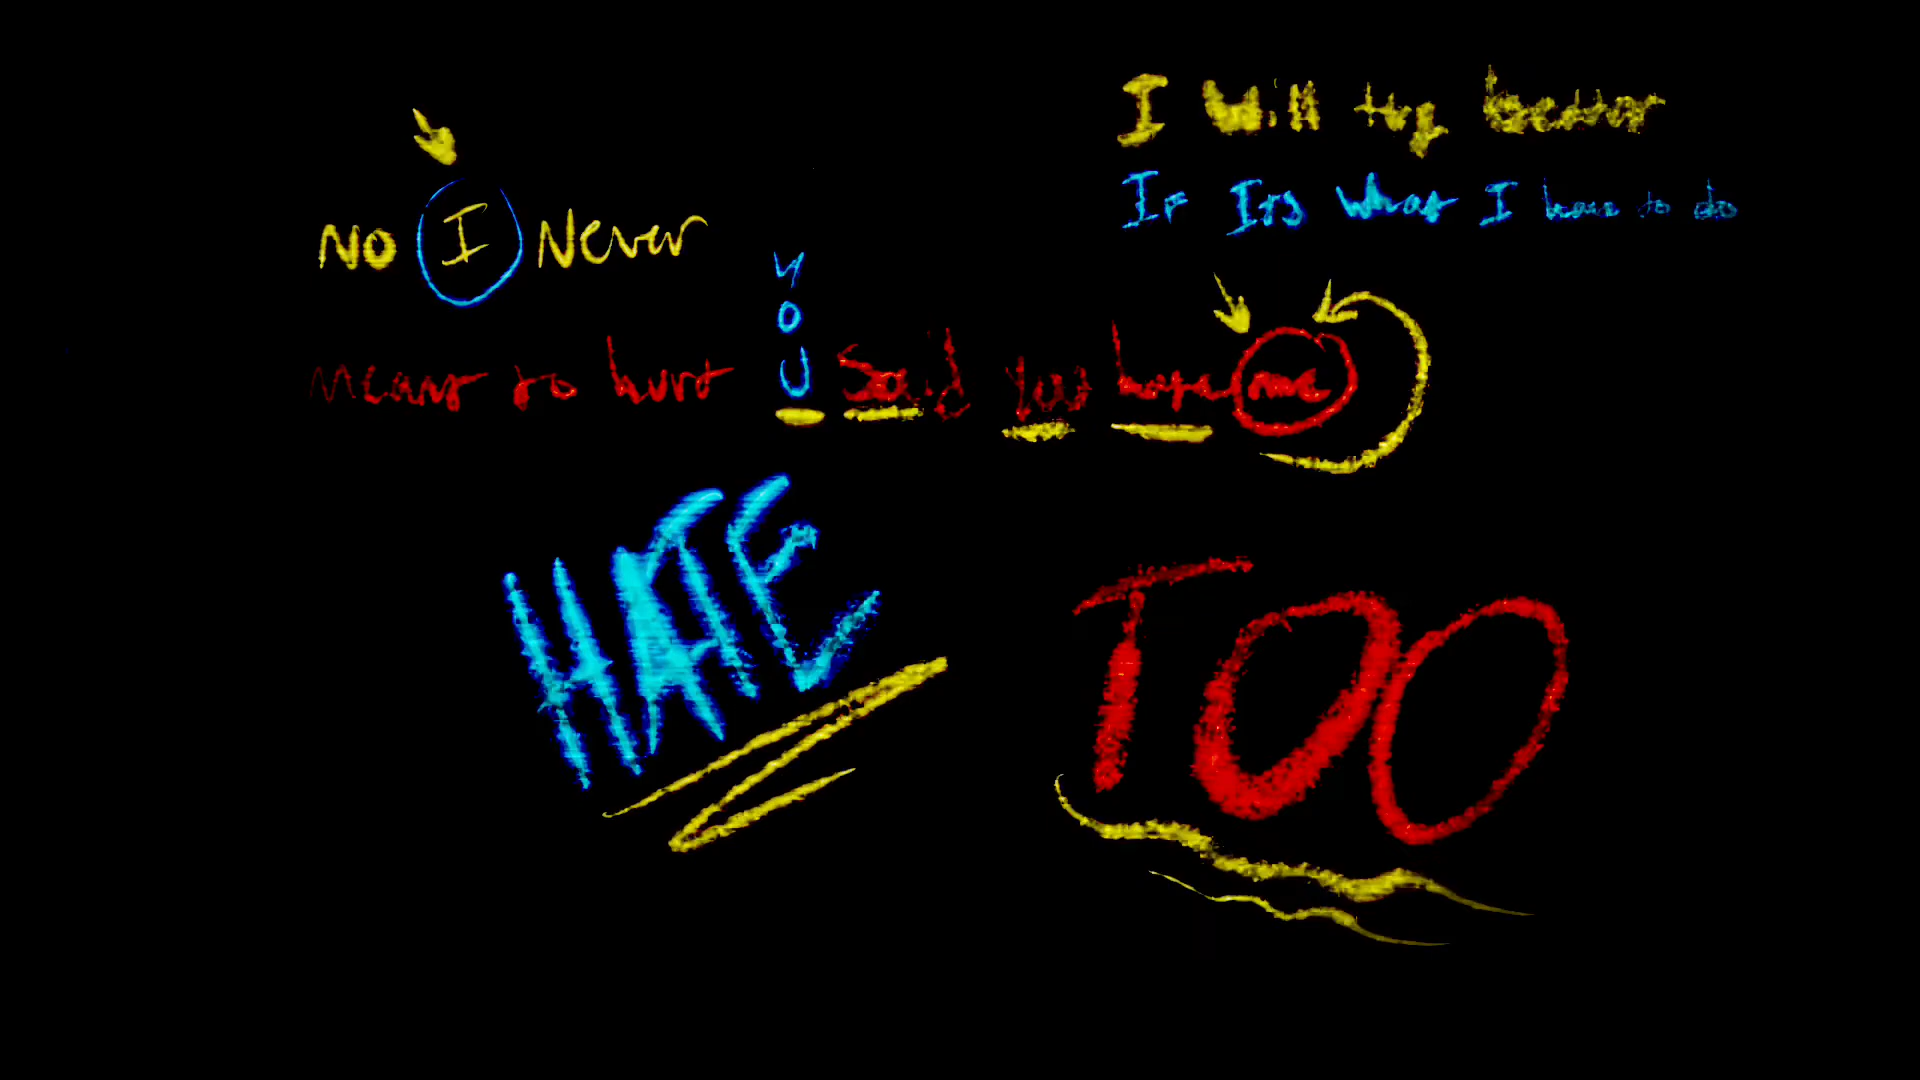 I Will try better
If Its what I have to do
NO I Never
meant to hurt YOU Said You hate me
HATE
TOO